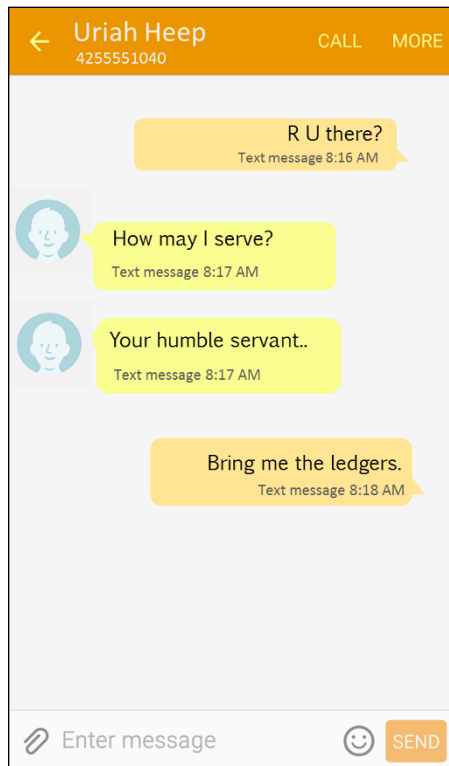 Uriah Heep
4255551040
CALL MORE
R U there?
Text message 8:16 AM
How may I serve?
Text message 8:17 AM
Your humble servant..
Text message 8:17 AM
Bring me the ledgers.
Text message 8:18 AM
Enter message
SEND